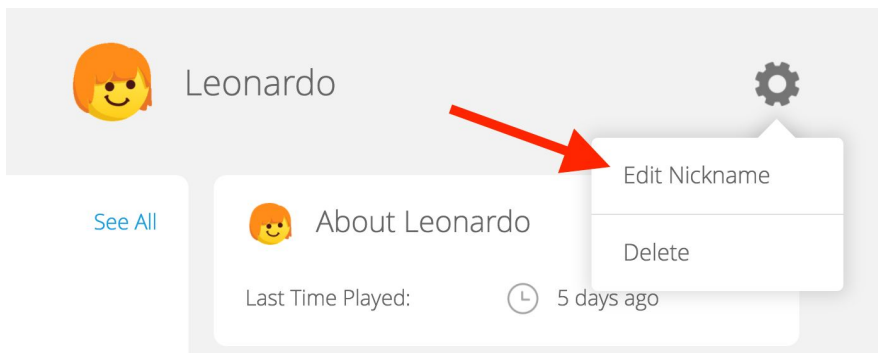 Leonardo
Edit Nickname
See All
About Leonardo
Delete
Last Time Played:
5 days ago